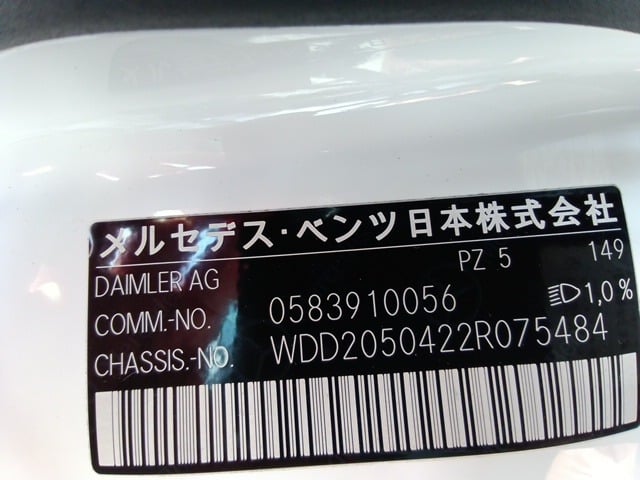 メルセデス・ベンツ日本株式会社
DAIMLER AG PZ 5 149
COMM.-NO. 0583910056 1,0%
CHASSIS.-NO. WDD2050422R075484